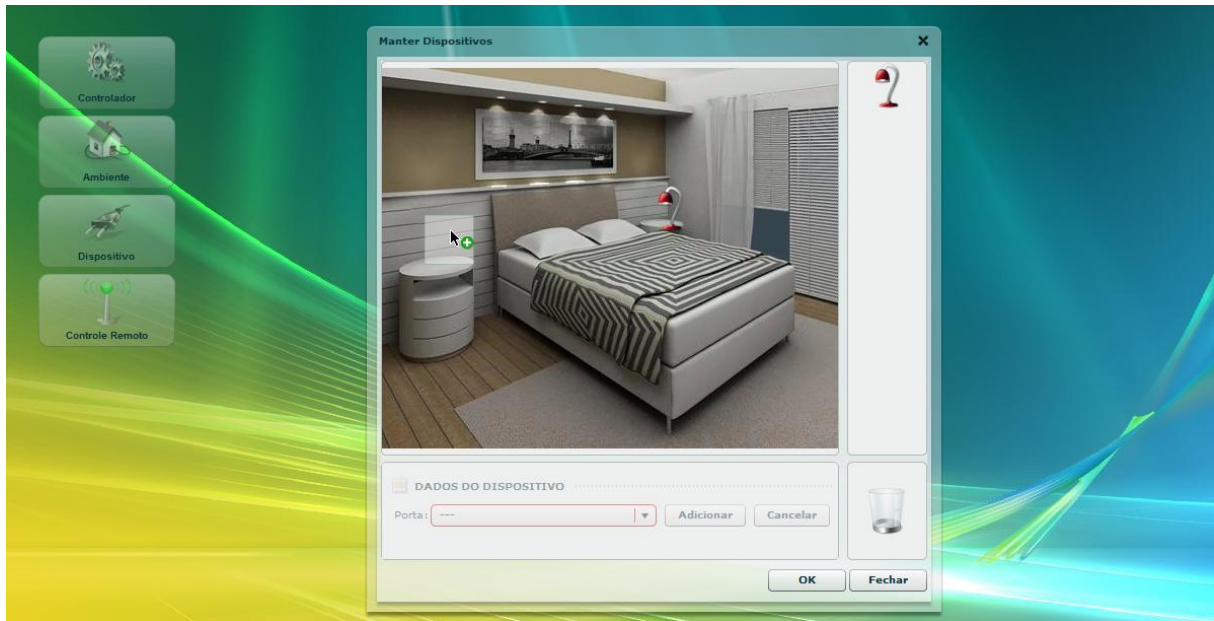 Controlador
Ambiente
Dispositivo
Controle Remoto
Manter Dispositivos
DADOS DO DISPOSITIVO
Porta: ---
Adicionar
Cancelar
OK
Fechar